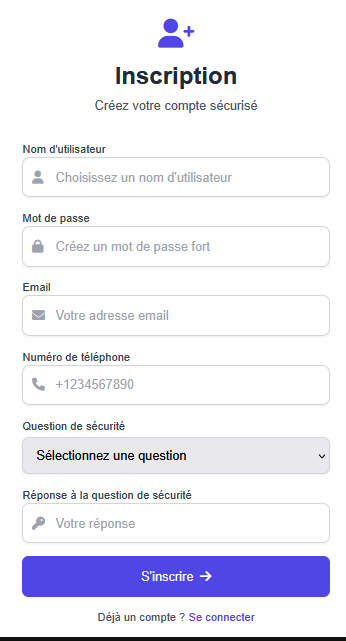 Inscription
Créez votre compte sécurisé
Nom d'utilisateur
Choisissez un nom d'utilisateur
Mot de passe
Créez un mot de passe fort
Email
Votre adresse email
Numéro de téléphone
+1234567890
Question de sécurité
Sélectionnez une question
Réponse à la question de sécurité
Votre réponse
S'inscrire →
Déjà un compte ? Se connecter